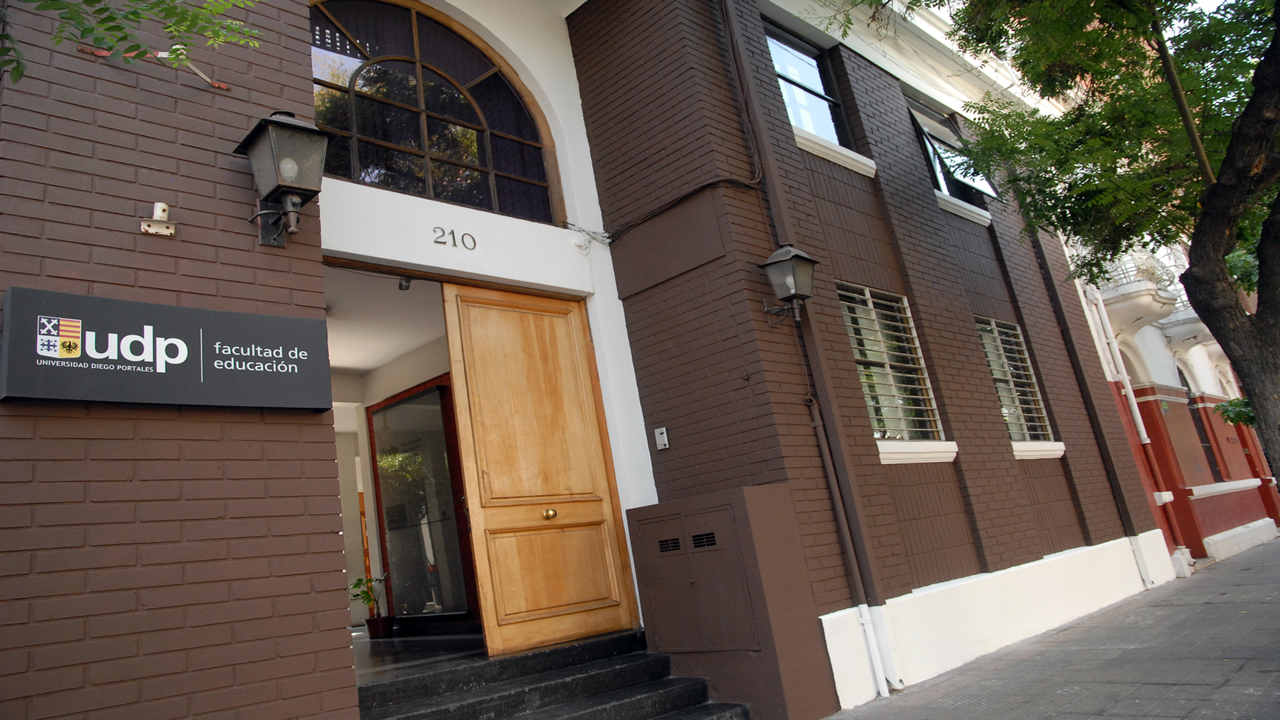 210
udp
UNIVERSIDAD DIEGO PORTALES
facultad de
educación